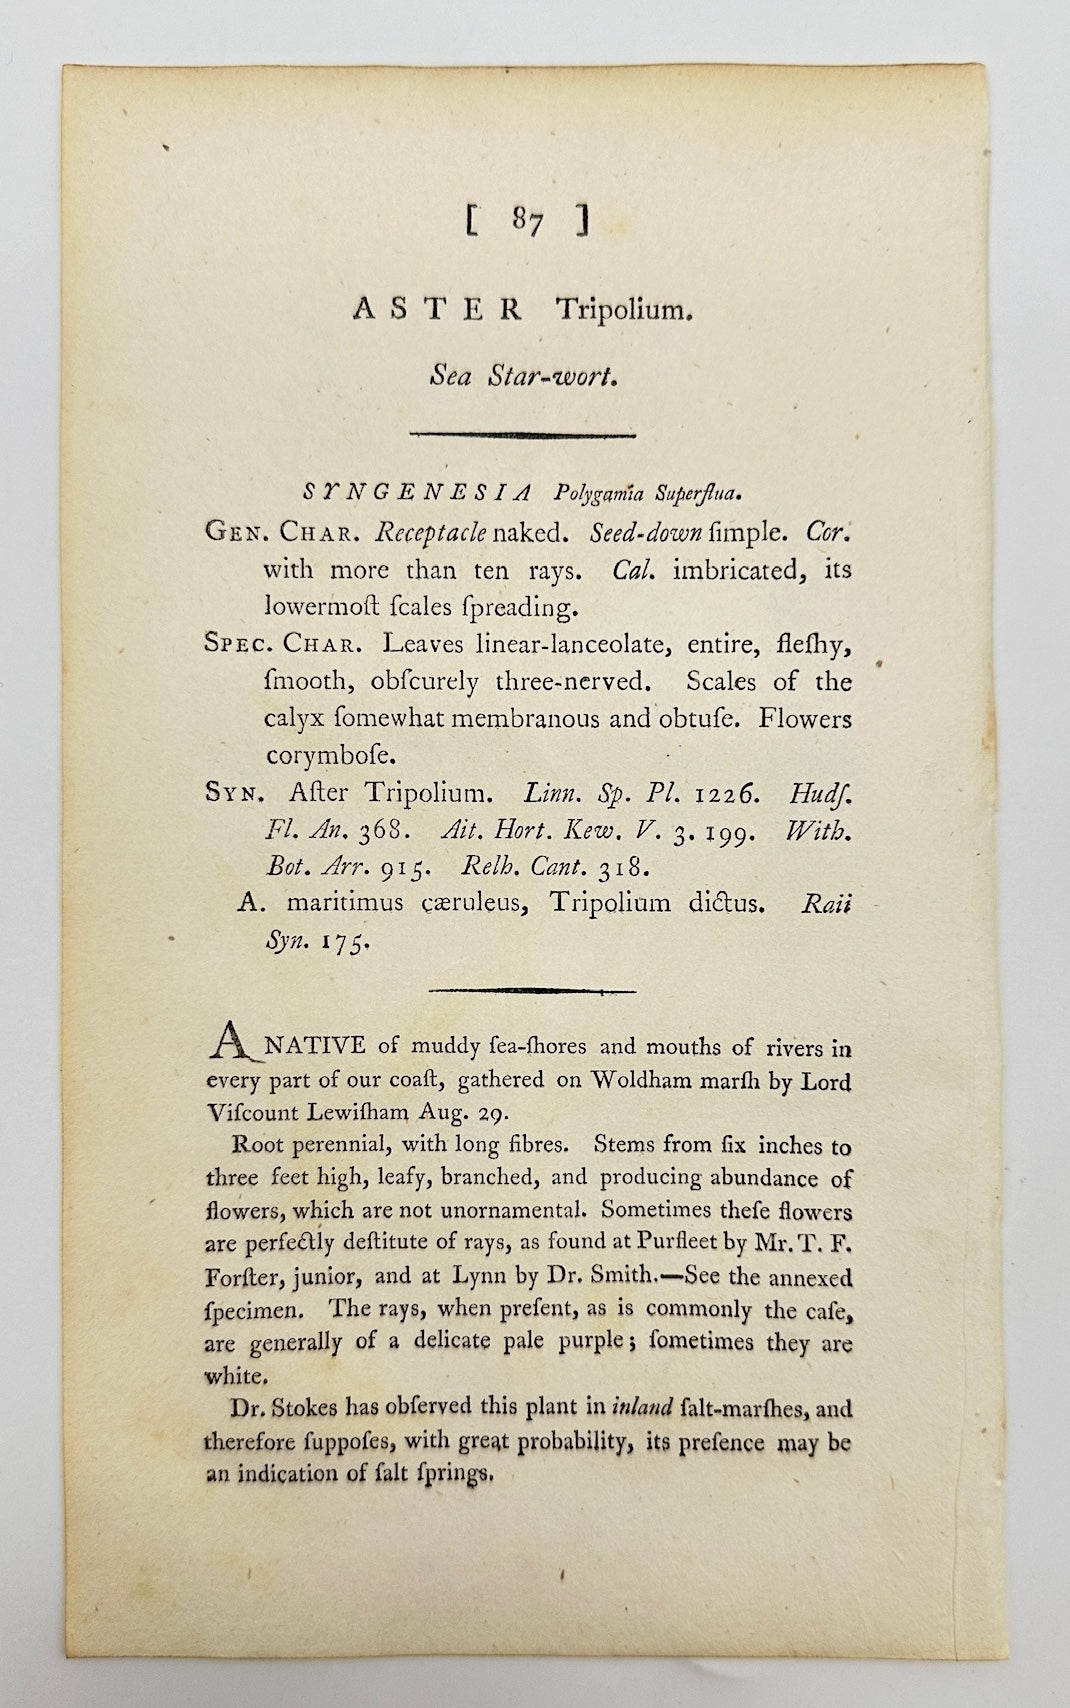 [ 87 ]
ASTER Tripolium.
Sea Star-wort.
SYNGENESIA Polygamia Superflua.
GEN. CHAR. Receptacle naked. Seed-down ſimple. Cor.
with more than ten rays. Cal. imbricated, its
lowermoſt ſcales ſpreading.
SPEC. CHAR. Leaves linear-lanceolate, entire, fleſhy,
ſmooth, obſcurely three-nerved. Scales of the
calyx ſomewhat membranous and obtuſe. Flowers
corymboſe.
SYN. Aſter Tripolium. Linn. Sp. Pl. 1226. Hudſ.
Fl. An. 368. Ait. Hort. Kew. V. 3. 199. With.
Bot. Arr. 915. Relh. Cant. 318.
A. maritimus cæruleus, Tripolium dictus. Raii
Syn. 175.
A NATIVE of muddy ſea-ſhores and mouths of rivers in
every part of our coaſt, gathered on Woldham marſh by Lord
Viſcount Lewiſham Aug. 29.
Root perennial, with long fibres. Stems from ſix inches to
three feet high, leafy, branched, and producing abundance of
flowers, which are not unornamental. Sometimes theſe flowers
are perfectly deſtitute of rays, as found at Purfleet by Mr. T. F.
Forſter, junior, and at Lynn by Dr. Smith.—See the annexed
ſpecimen. The rays, when preſent, as is commonly the caſe,
are generally of a delicate pale purple; ſometimes they are
white.
Dr. Stokes has obſerved this plant in inland ſalt-marſhes, and
therefore ſuppoſes, with great probability, its preſence may be
an indication of ſalt ſprings.